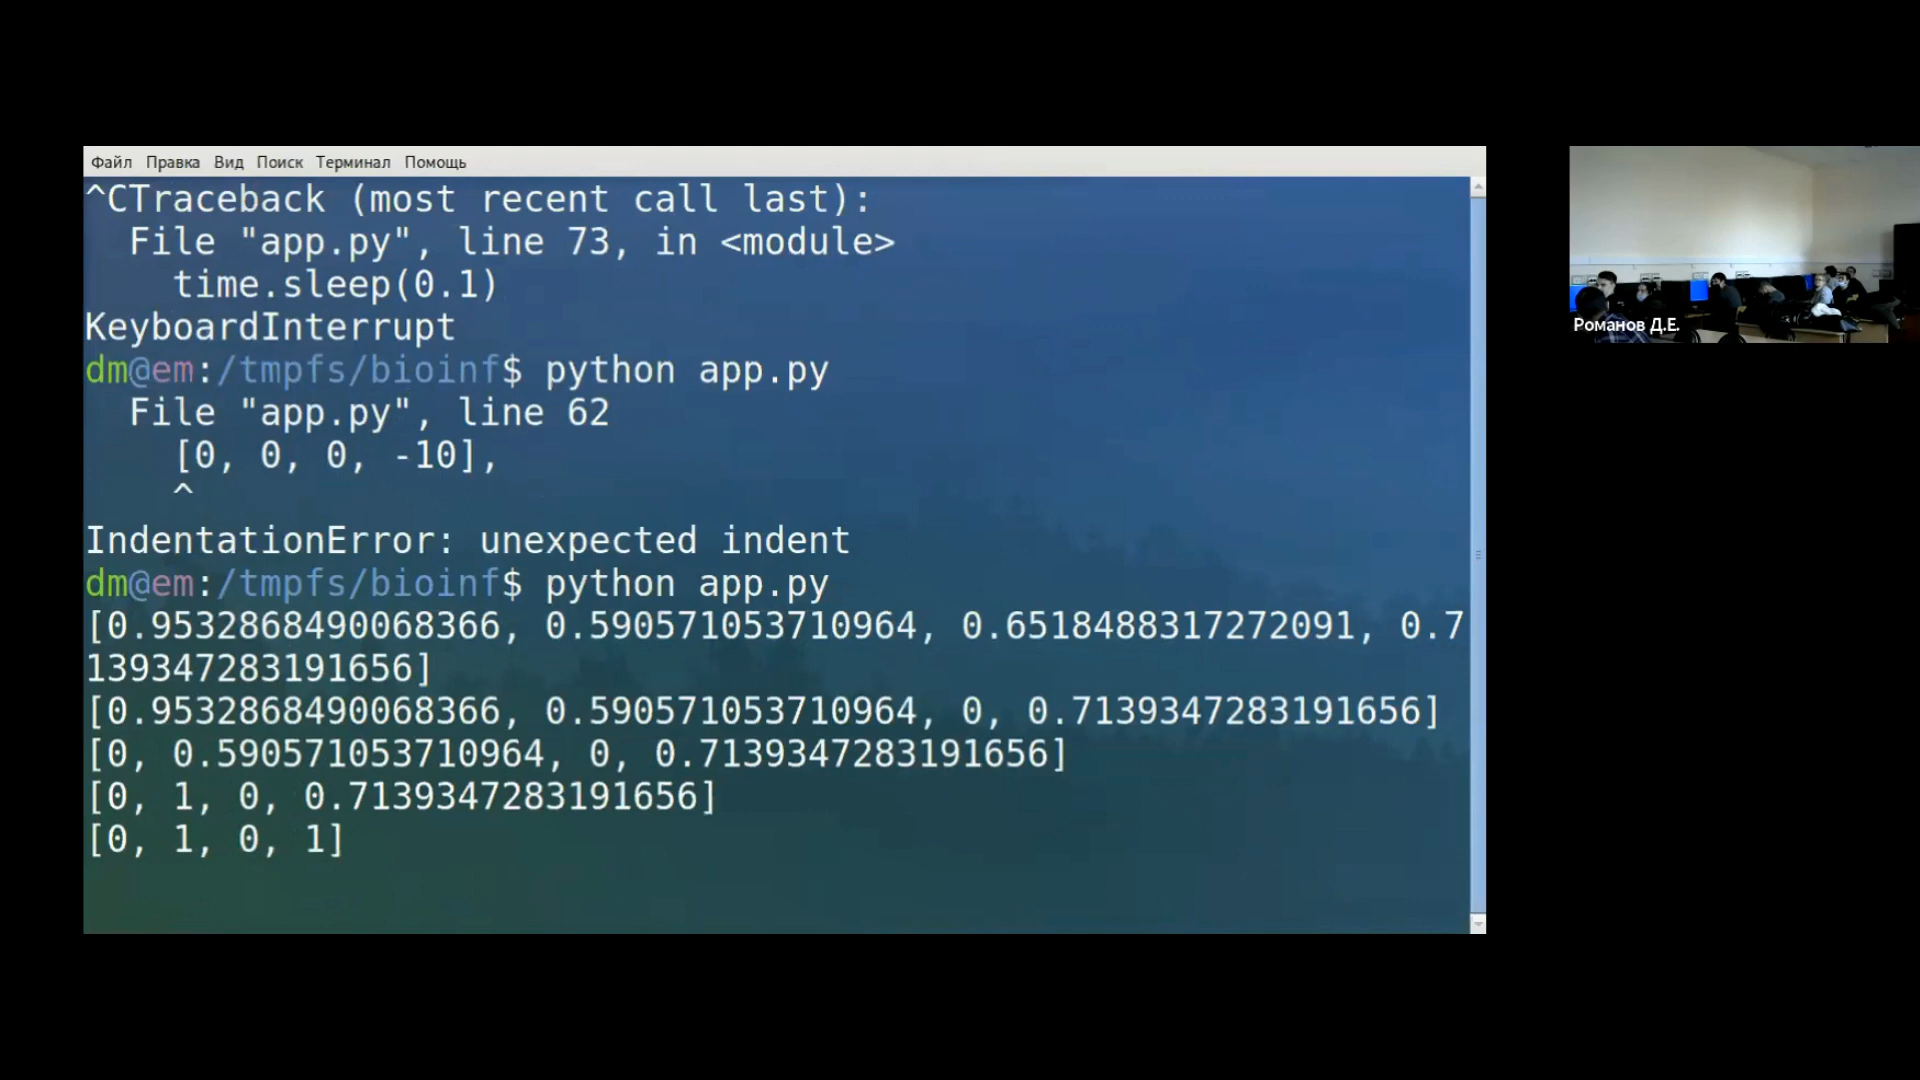 Файл Правка Вид Поиск Терминал Помощь
^CTraceback (most recent call last):
File "app.py", line 73, in <module>
time.sleep(0.1)
KeyboardInterrupt
dm@em:/tmpfs/bioinf$ python app.py
File "app.py", line 62
[0, 0, 0, -10],
^
IndentationError: unexpected indent
dm@em:/tmpfs/bioinf$ python app.py
[0.9532868490068366, 0.590571053710964, 0.6518488317272091, 0.7
139347283191656]
[0.9532868490068366, 0.590571053710964, 0, 0.7139347283191656]
[0, 0.590571053710964, 0, 0.7139347283191656]
[0, 1, 0, 0.7139347283191656]
[0, 1, 0, 1]
Романов Д.Е.